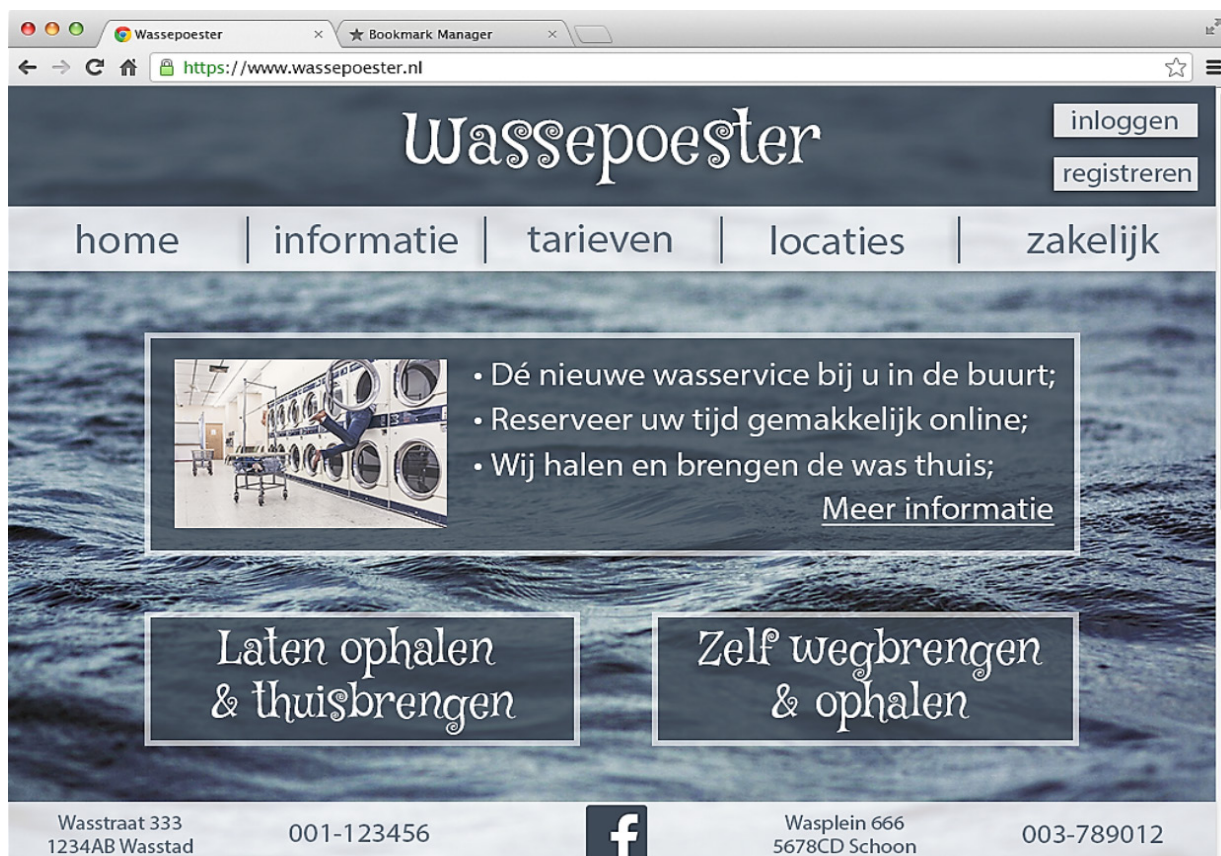 Wassepoester
Bookmark Manager
https://www.wassepoester.nl
Wassepoester
inloggen
registreren
home
informatie
tarieven
locaties
zakelijk
• Dé nieuwe wasservice bij u in de buurt;
• Reserveer uw tijd gemakkelijk online;
• Wij halen en brengen de was thuis;
Meer informatie
Laten ophalen
& thuisbrengen
Zelf wegbrengen
& ophalen
Wasstraat 333
1234AB Wasstad
001-123456
f
Wasplein 666
5678CD Schoon
003-789012